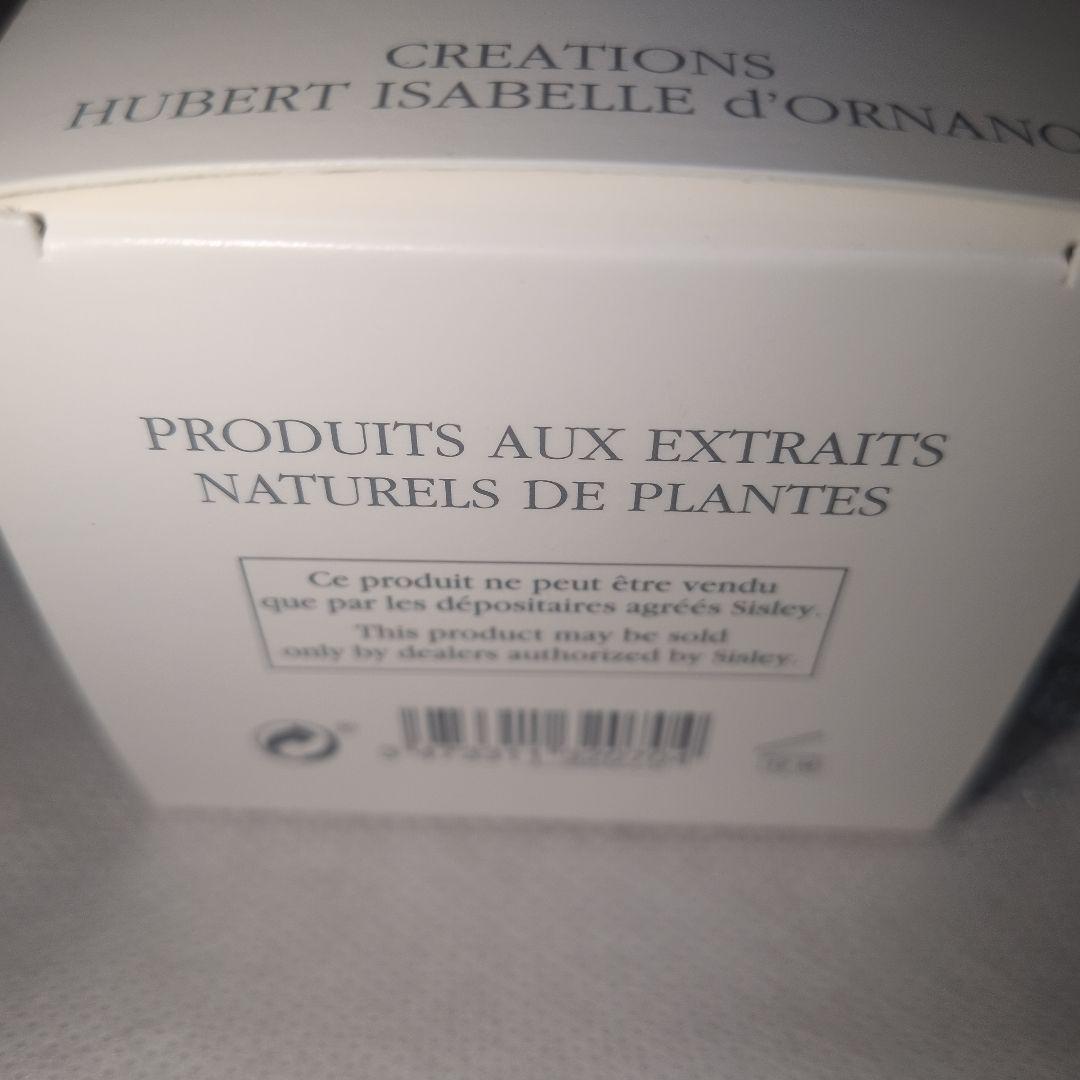 CREATIONS
HUBERT ISABELLE d'ORNANO
PRODUITS AUX EXTRAITS
NATURELS DE PLANTES
Ce produit ne peut être vendu
que par les dépositaires agréés Sisley.
This product may be sold
only by dealers authorized by Sisley.